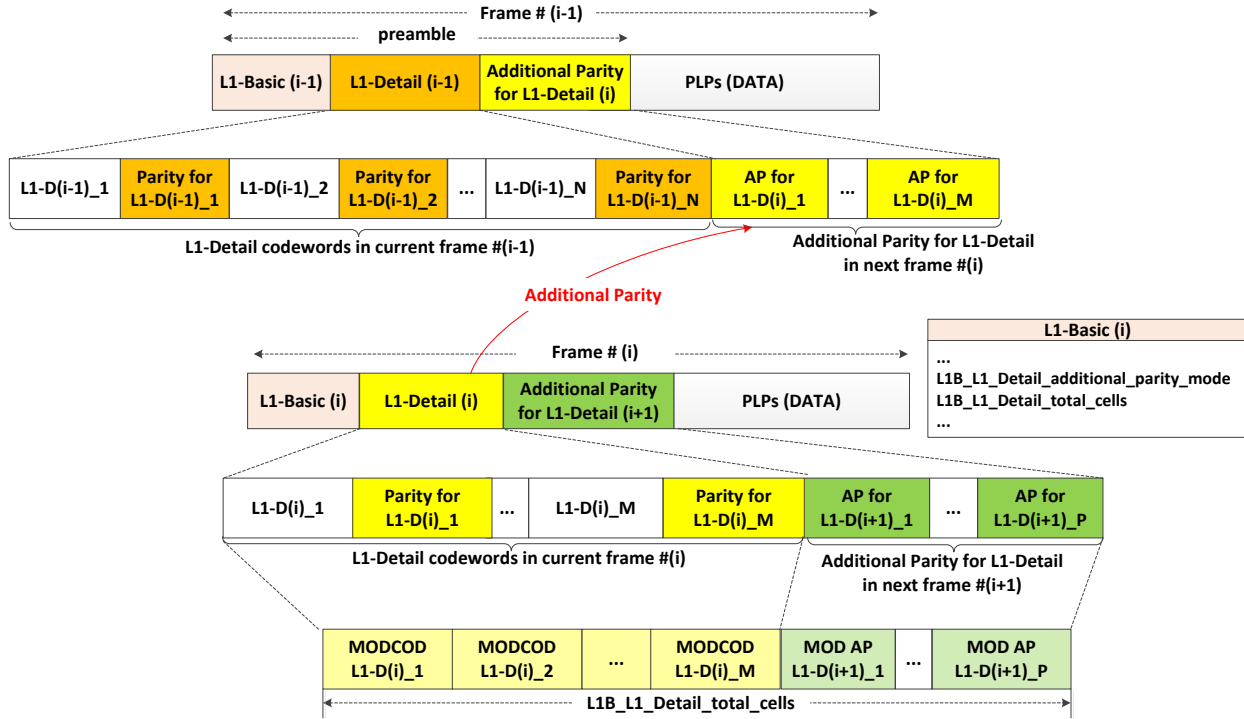 Frame # (i-1)
preamble
L1-Basic (i-1)
L1-Detail (i-1)
Additional Parity
for L1-Detail (i)
PLPs (DATA)
L1-D(i-1)_1
Parity for
L1-D(i-1)_1
L1-D(i-1)_2
Parity for
L1-D(i-1)_2
...
L1-D(i-1)_N
Parity for
L1-D(i-1)_N
AP for
L1-D(i)_1
...
AP for
L1-D(i)_M
L1-Detail codewords in current frame #(i-1)
Additional Parity for L1-Detail
in next frame #(i)
Additional Parity
L1-Basic (i)
...
L1B_L1_Detail_additional_parity_mode
L1B_L1_Detail_total_cells
...
Frame # (i)
L1-Basic (i)
L1-Detail (i)
Additional Parity
for L1-Detail (i+1)
PLPs (DATA)
L1-D(i)_1
Parity for
L1-D(i)_1
...
L1-D(i)_M
Parity for
L1-D(i)_M
AP for
L1-D(i+1)_1
...
AP for
L1-D(i+1)_P
L1-Detail codewords in current frame #(i)
Additional Parity for L1-Detail
in next frame #(i+1)
MODCOD
L1-D(i)_1
MODCOD
L1-D(i)_2
...
MODCOD
L1-D(i)_M
MOD AP
L1-D(i+1)_1
...
MOD AP
L1-D(i+1)_P
L1B_L1_Detail_total_cells